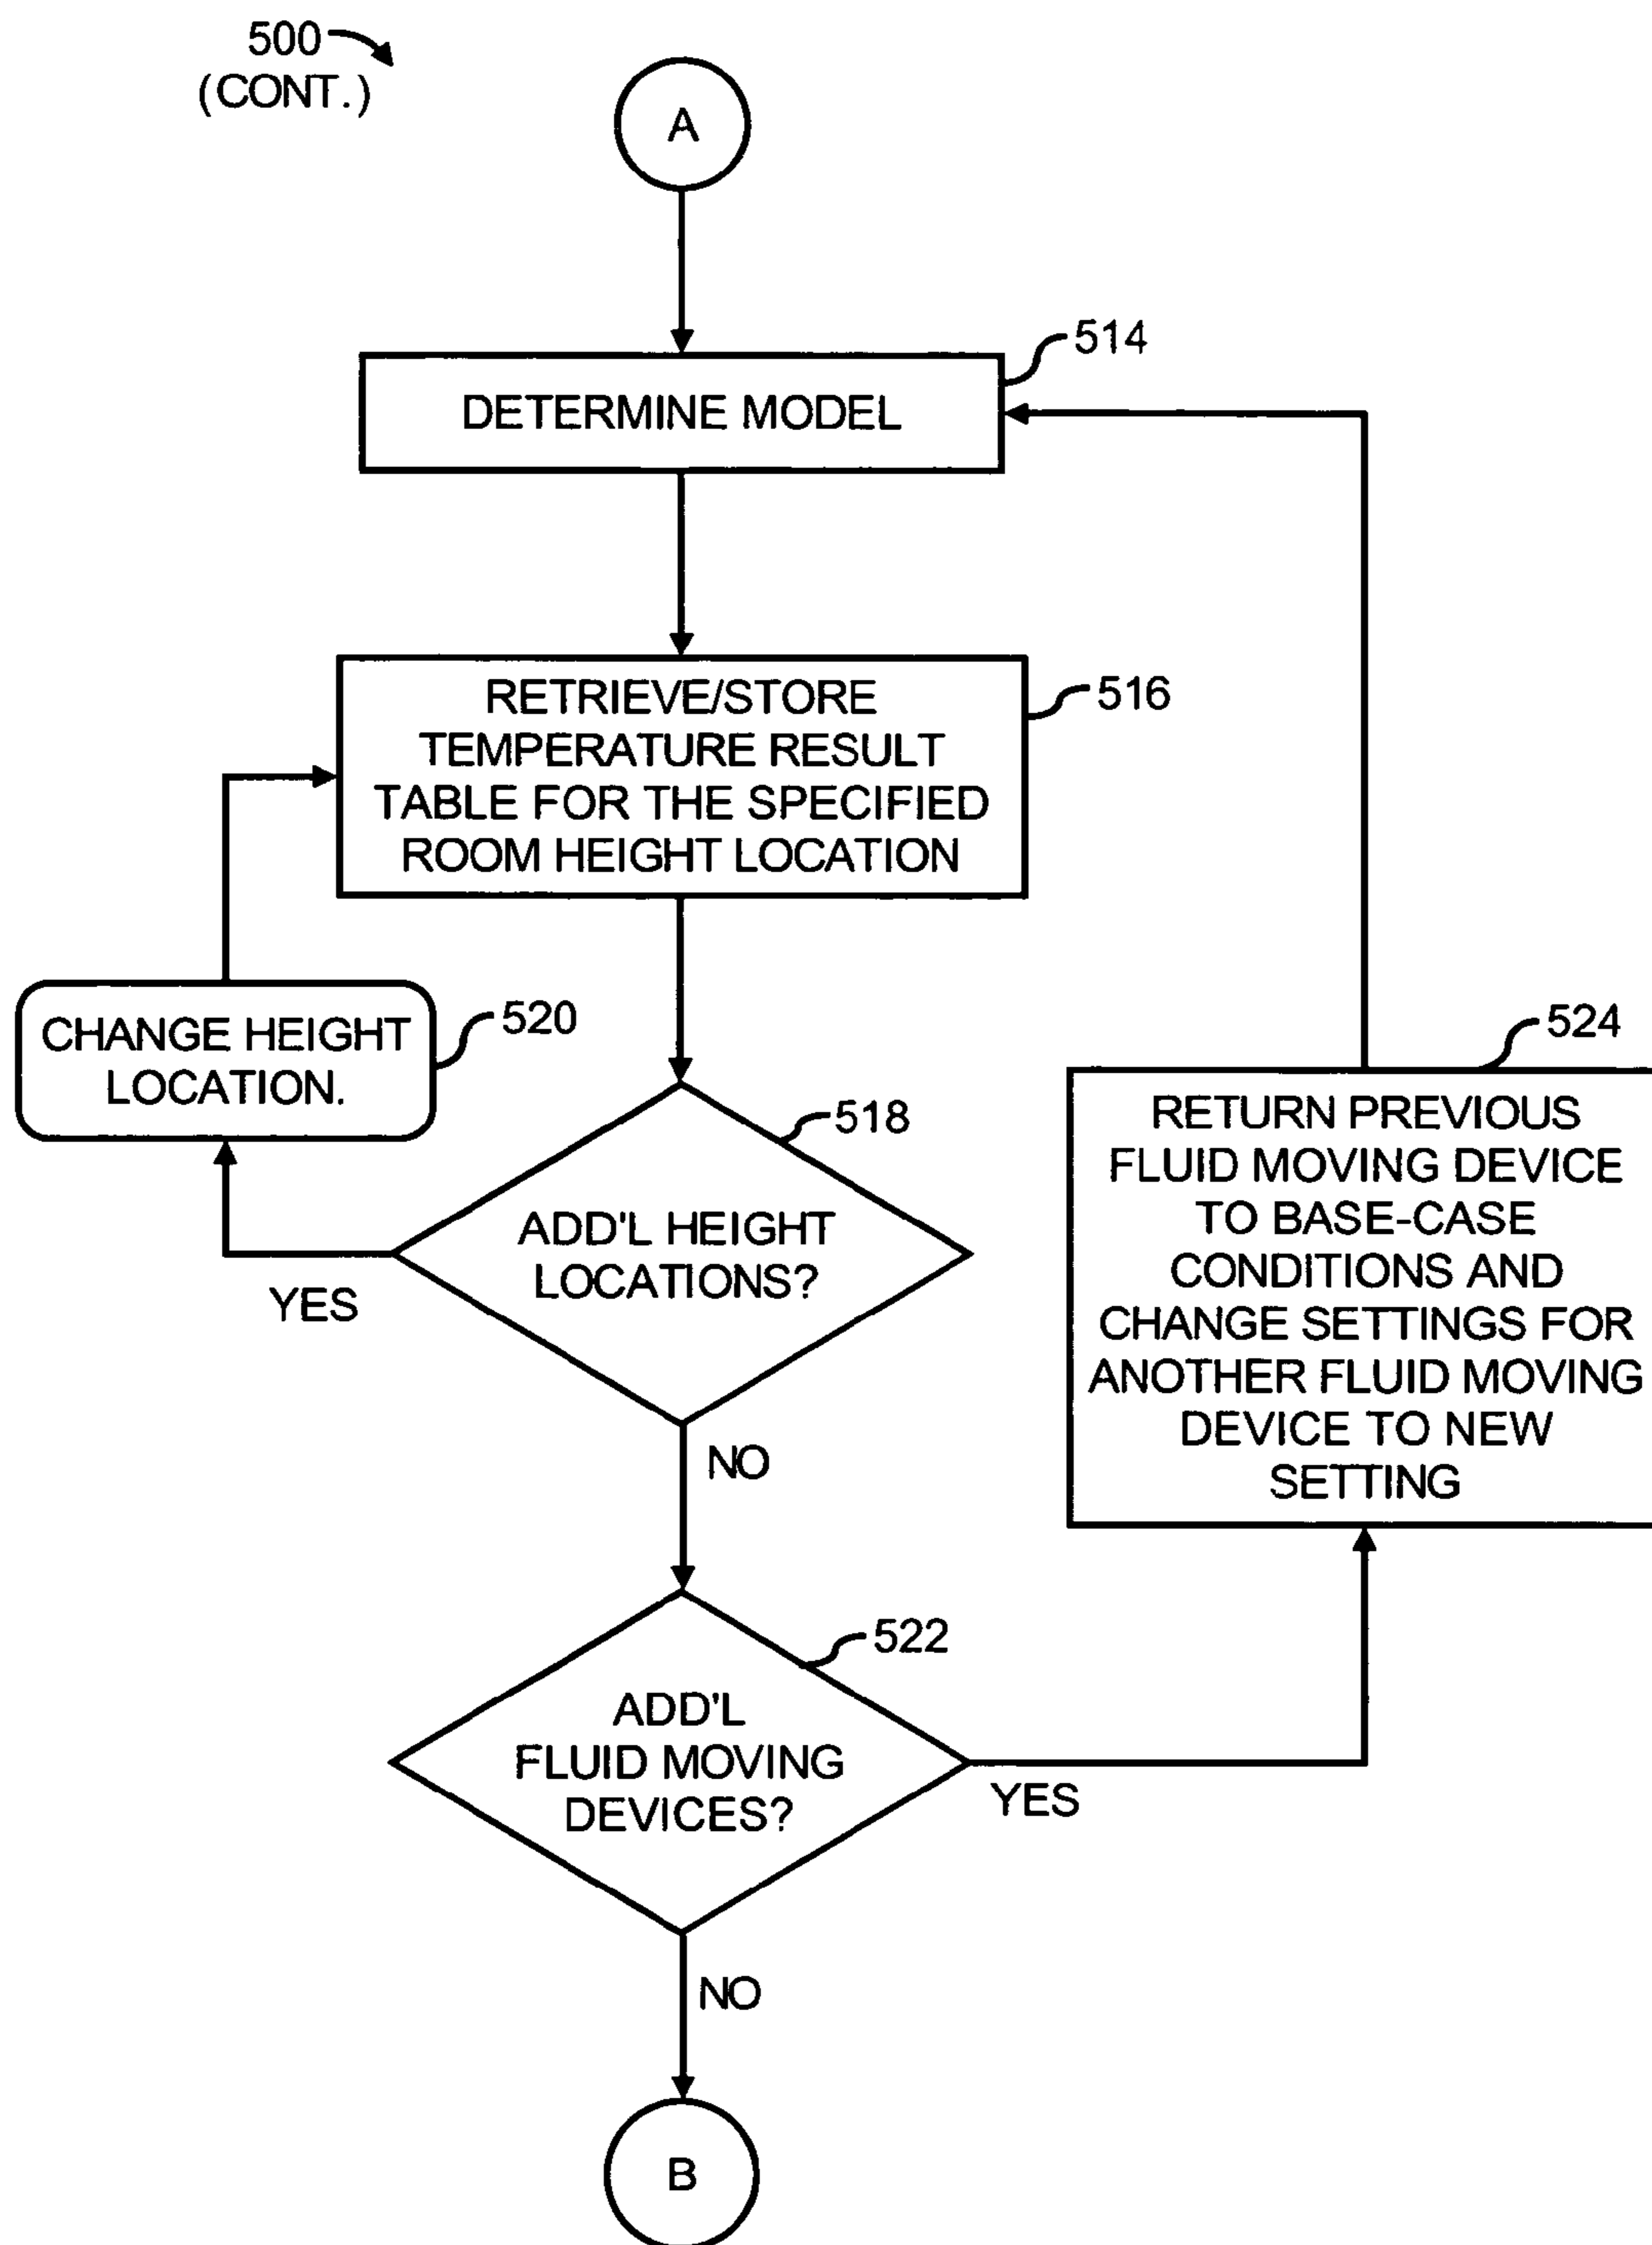 500
(CONT.)
A
514
DETERMINE MODEL
516
RETRIEVE/STORE
TEMPERATURE RESULT
TABLE FOR THE SPECIFIED
ROOM HEIGHT LOCATION
520
CHANGE HEIGHT
LOCATION.
518
ADD'L HEIGHT
LOCATIONS?
YES
NO
524
RETURN PREVIOUS
FLUID MOVING DEVICE
TO BASE-CASE
CONDITIONS AND
CHANGE SETTINGS FOR
ANOTHER FLUID MOVING
DEVICE TO NEW
SETTING
522
ADD'L
FLUID MOVING
DEVICES?
YES
NO
B